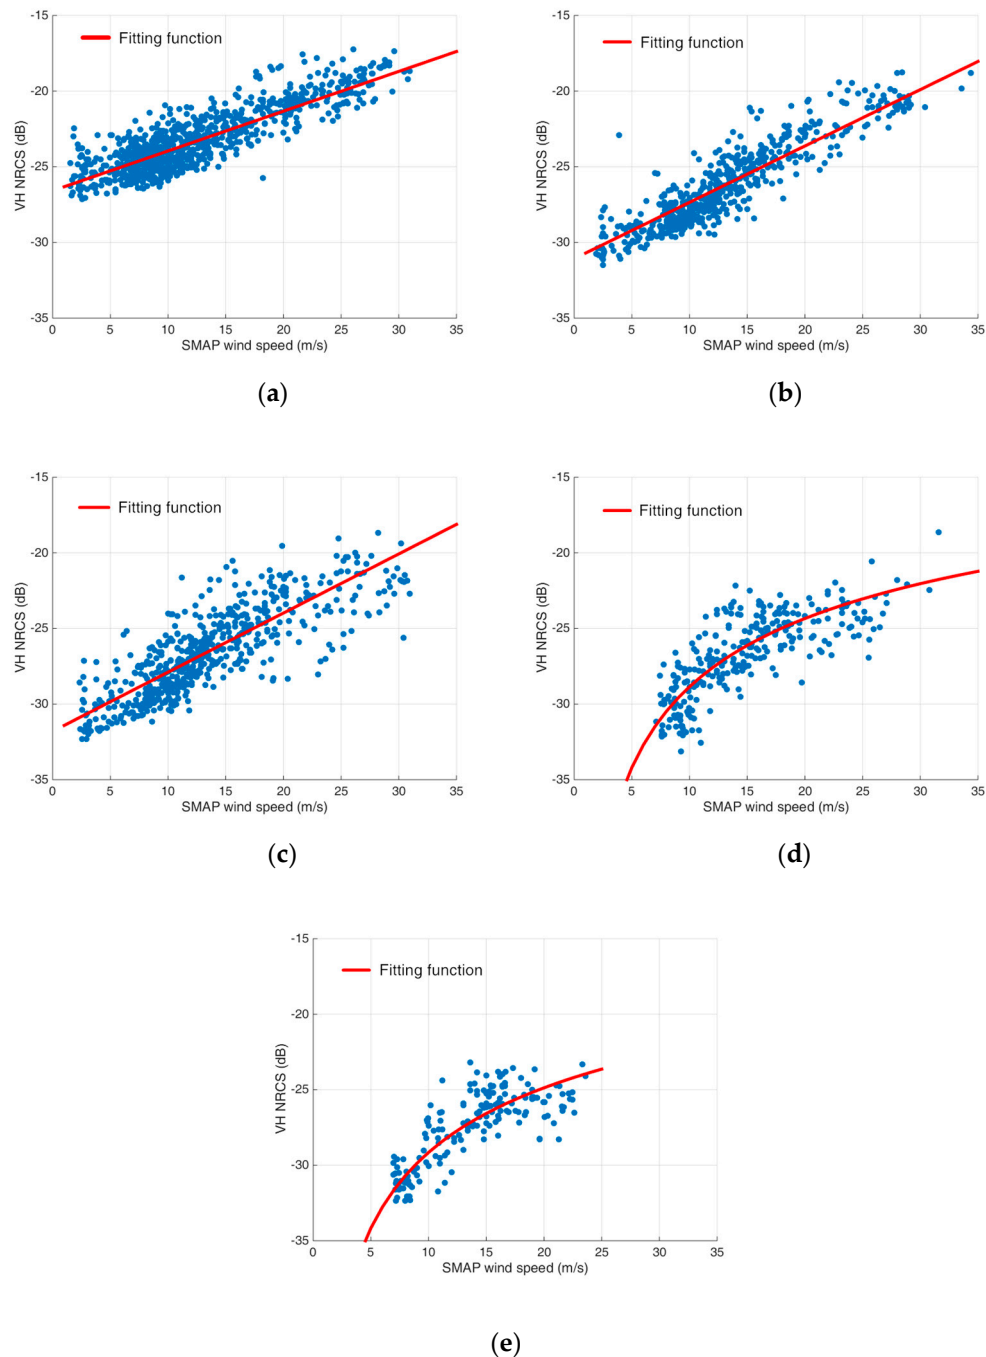 -15
Fitting function
-20
-25
-30
-35
VH NRCS (dB)
0 5 10 15 20 25 30 35
SMAP wind speed (m/s)
(a)
-15
Fitting function
-20
-25
-30
-35
VH NRCS (dB)
0 5 10 15 20 25 30 35
SMAP wind speed (m/s)
(b)
-15
Fitting function
-20
-25
-30
-35
VH NRCS (dB)
0 5 10 15 20 25 30 35
SMAP wind speed (m/s)
(c)
-15
Fitting function
-20
-25
-30
-35
VH NRCS (dB)
0 5 10 15 20 25 30 35
SMAP wind speed (m/s)
(d)
-15
Fitting function
-20
-25
-30
-35
VH NRCS (dB)
0 5 10 15 20 25 30 35
SMAP wind speed (m/s)
(e)